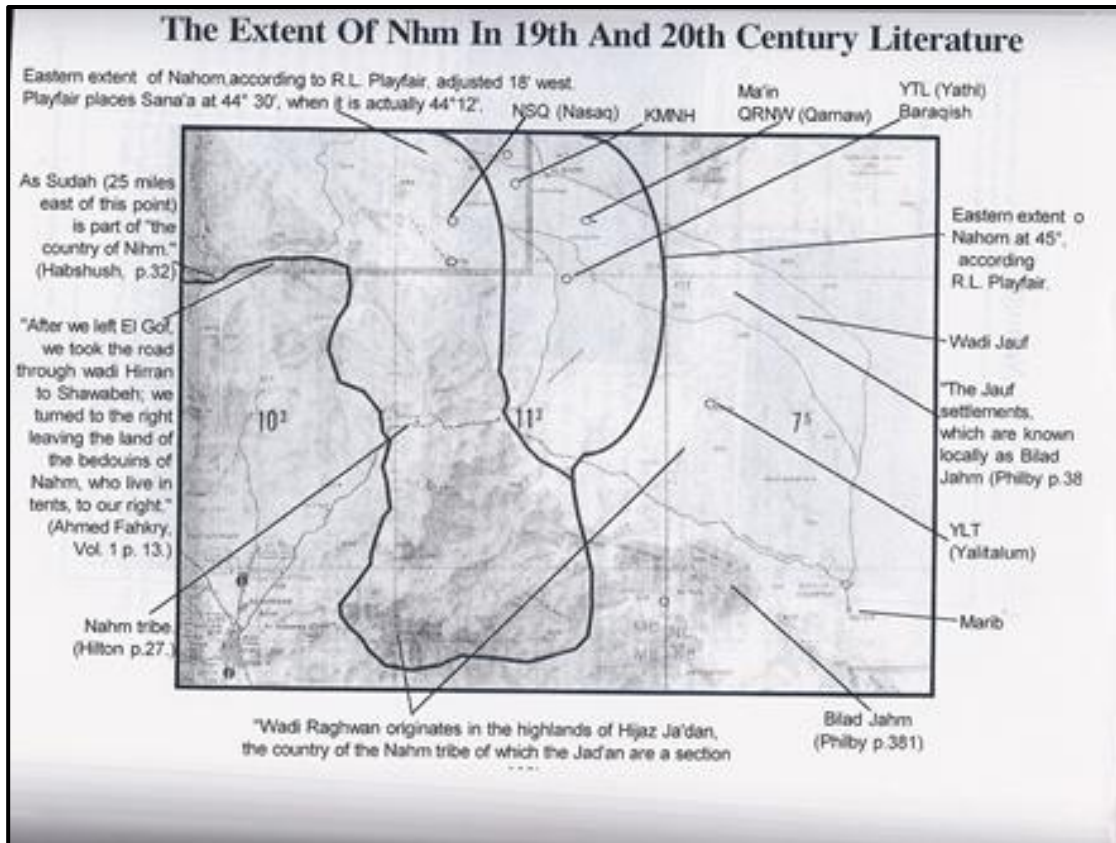 The Extent Of Nhm In 19th And 20th Century Literature
Eastern extent of Nahom,according to R.L. Playfair, adjusted 18' west.
Playfair places Sana'a at 44° 30', when it is actually 44°12'.
NSQ (Nasaq)
KMNH
Ma'in
QRNW (Qarnaw)
YTL (Yathl)
Baraqish
As Sudah (25 miles
east of this point)
is part of "the
country of Nihm."
(Habshush, p.32)
"After we left El Gof,
we took the road
through wadi Hirran
to Shawabeh; we
turned to the right
leaving the land of
the bedouins of
Nahm, who live in
tents, to our right."
(Ahmed Fahkry,
Vol. 1 p. 13.)
Nahm tribe.
(Hilton p.27.)
10³
11³
7⁵
Eastern extent o
Nahom at 45°,
according
R.L. Playfair.
Wadi Jauf
"The Jauf
settlements,
which are known
locally as Bilad
Jahm (Philby p.38
YLT
(Yalitalum)
Marib
Bilad Jahm
(Philby p.381)
"Wadi Raghwan originates in the highlands of Hijaz Ja'dan,
the country of the Nahm tribe of which the Jad'an are a section